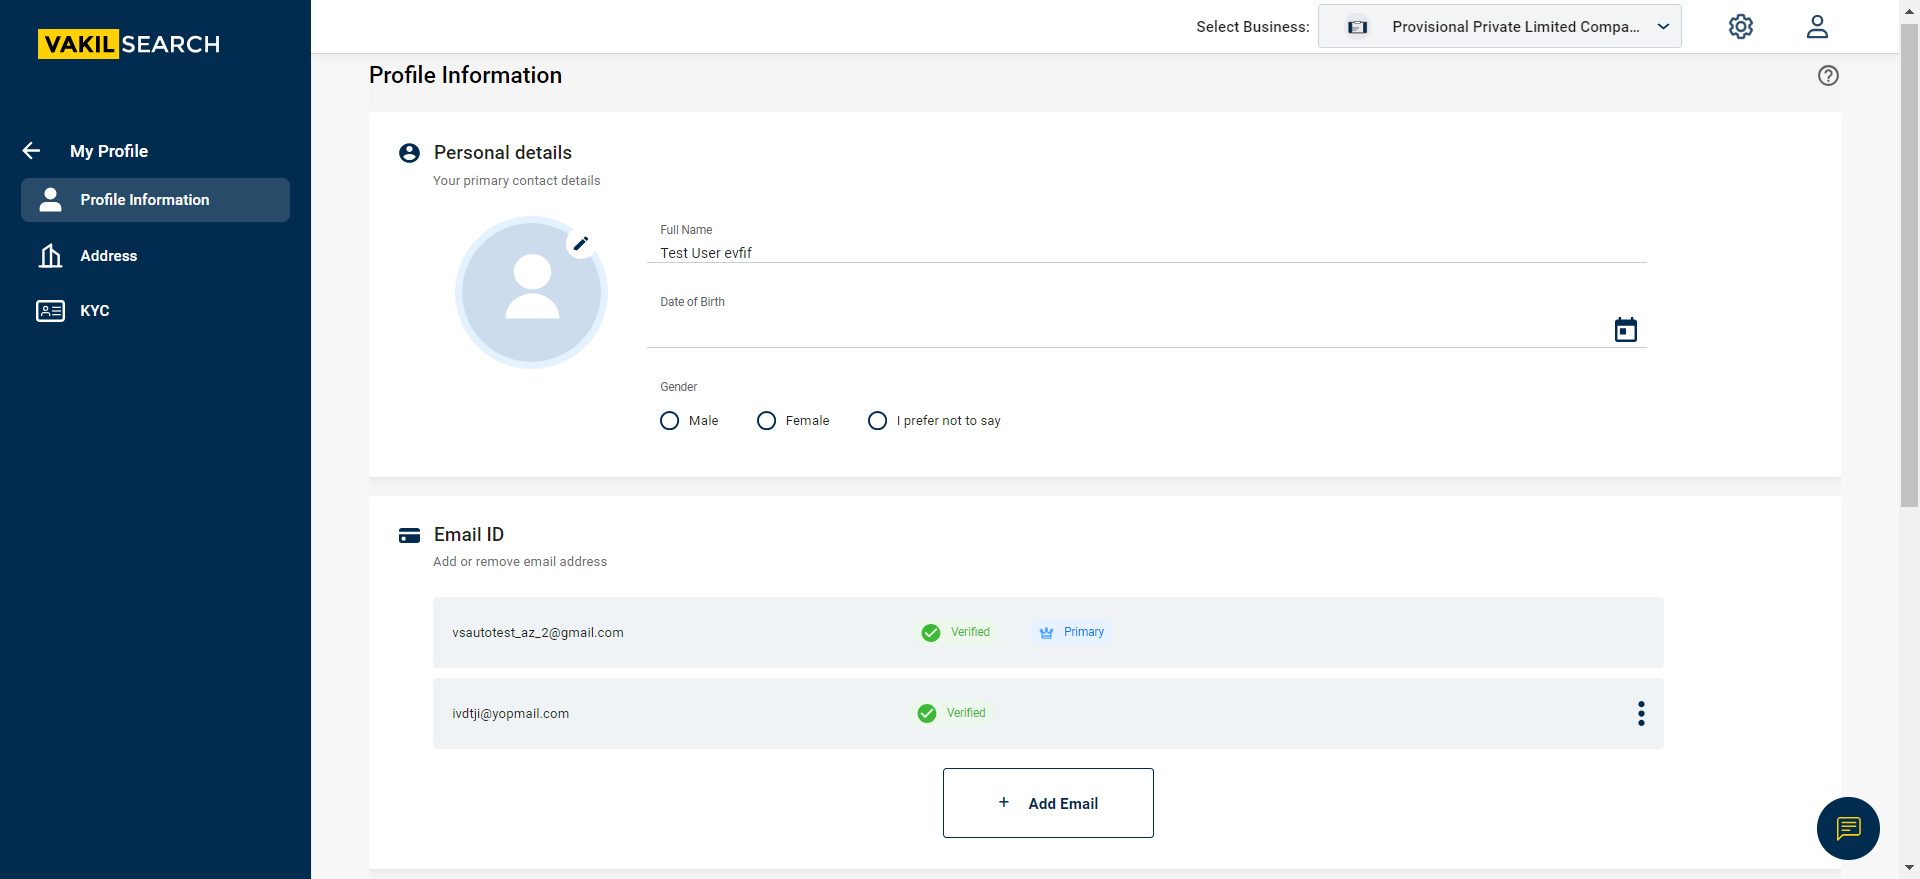 VAKILSEARCH
Select Business:
Provisional Private Limited Compa...
My Profile
Profile Information
Address
KYC
Profile Information
Personal details
Your primary contact details
Full Name
Test User evfif
Date of Birth
Gender
Male
Female
I prefer not to say
Email ID
Add or remove email address
vsautotest_az_2@gmail.com
Verified
Primary
ivdtji@yopmail.com
Verified
+ Add Email